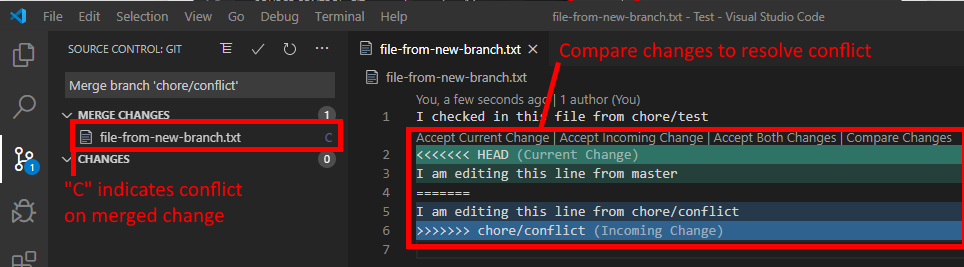 File Edit Selection View Go Debug Terminal Help file-from-new-branch.txt - Test - Visual Studio Code
SOURCE CONTROL: GIT
Merge branch 'chore/conflict'
MERGE CHANGES 1
file-from-new-branch.txt C
CHANGES 0
1
"C" indicates conflict
on merged change
file-from-new-branch.txt
Compare changes to resolve conflict
file-from-new-branch.txt
You, a few seconds ago | 1 author (You)
1 I checked in this file from chore/test
Accept Current Change | Accept Incoming Change | Accept Both Changes | Compare Changes
2 <<<<<<< HEAD (Current Change)
3 I am editing this line from master
4 =======
5 I am editing this line from chore/conflict
6 >>>>>>> chore/conflict (Incoming Change)
7